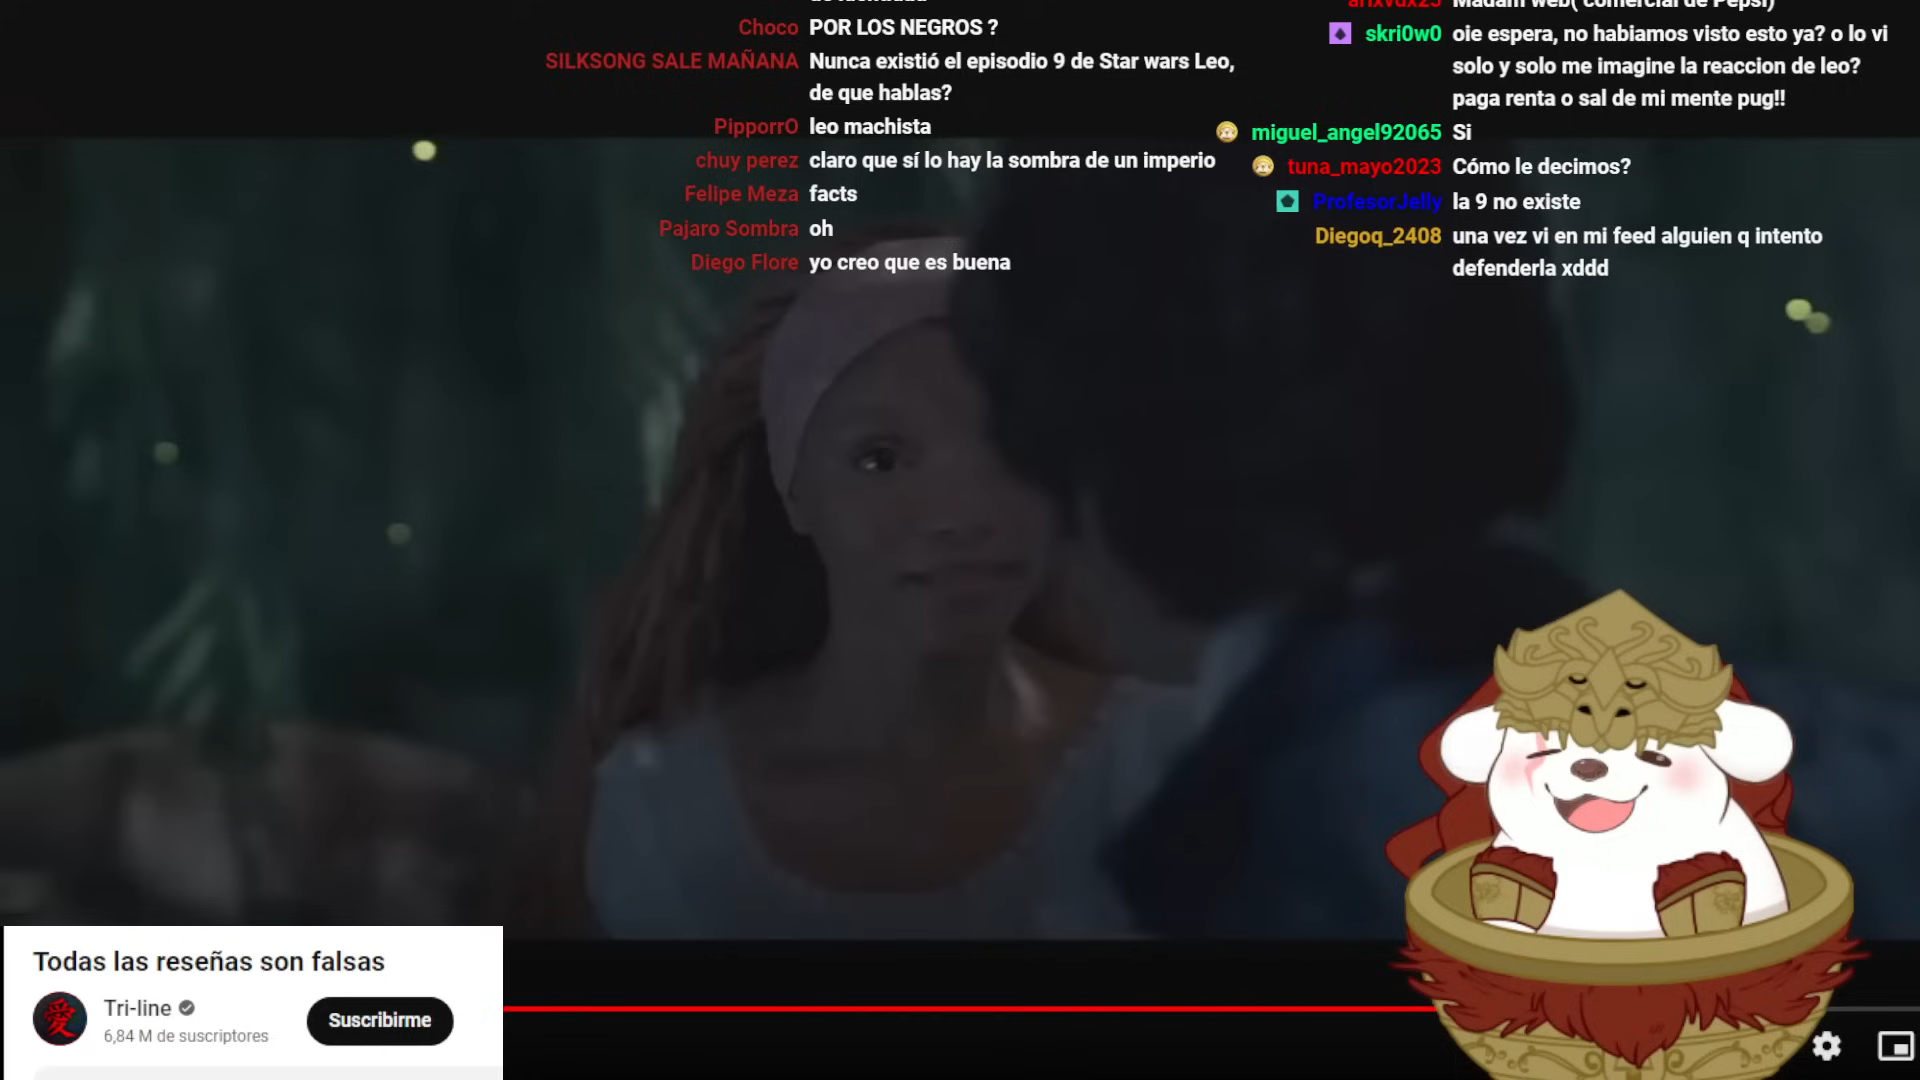 Choco POR LOS NEGROS ?
SILKSONG SALE MAÑANA Nunca existió el episodio 9 de Star wars Leo,
de que hablas?
PipporrO leo machista
chuy perez claro que sí lo hay la sombra de un imperio
Felipe Meza facts
Pajaro Sombra oh
Diego Flore yo creo que es buena
Madam web( comercial de Pepsi)
skri0w0 oie espera, no habiamos visto esto ya? o lo vi
solo y solo me imagine la reaccion de leo?
paga renta o sal de mi mente pug!!
miguel_angel92065 Si
tuna_mayo2023 Cómo le decimos?
ProfesorJelly la 9 no existe
Diegoq_2408 una vez vi en mi feed alguien q intento
defenderla xddd
Todas las reseñas son falsas
愛
Tri-line
6,84 M de suscriptores
Suscribirme